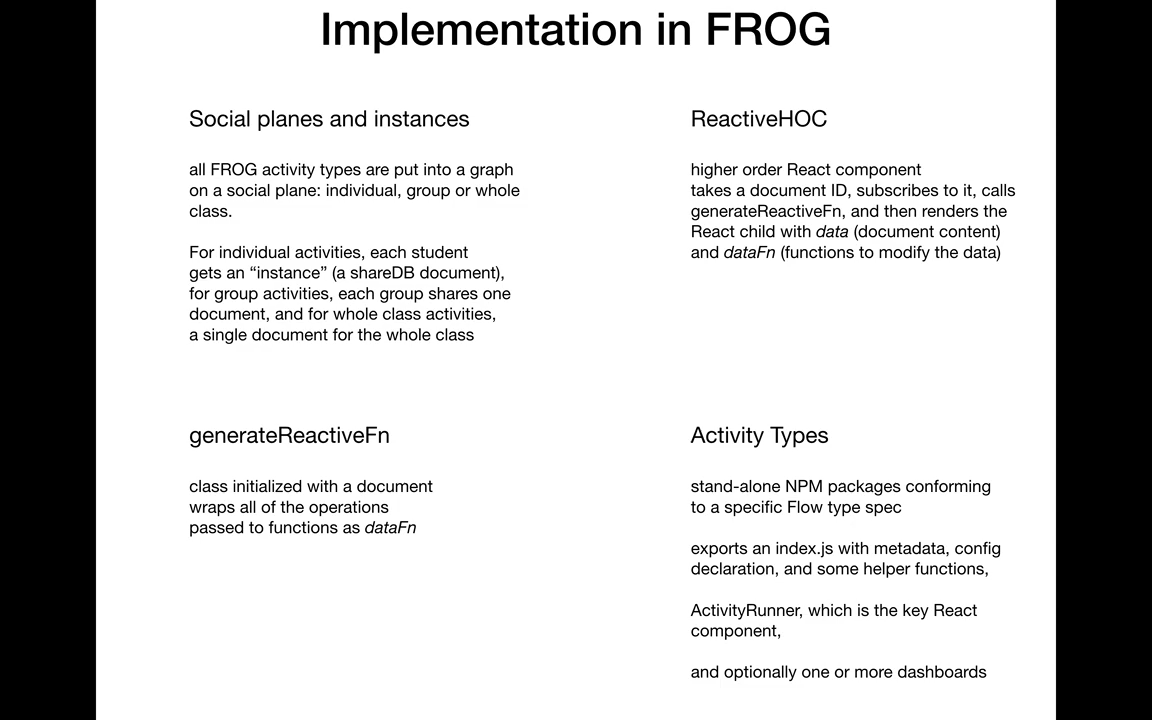 Implementation in FROG
Social planes and instances
all FROG activity types are put into a graph
on a social plane: individual, group or whole
class.
For individual activities, each student
gets an “instance” (a shareDB document),
for group activities, each group shares one
document, and for whole class activities,
a single document for the whole class
ReactiveHOC
higher order React component
takes a document ID, subscribes to it, calls
generateReactiveFn, and then renders the
React child with data (document content)
and dataFn (functions to modify the data)
generateReactiveFn
class initialized with a document
wraps all of the operations
passed to functions as dataFn
Activity Types
stand-alone NPM packages conforming
to a specific Flow type spec
exports an index.js with metadata, config
declaration, and some helper functions,
ActivityRunner, which is the key React
component,
and optionally one or more dashboards